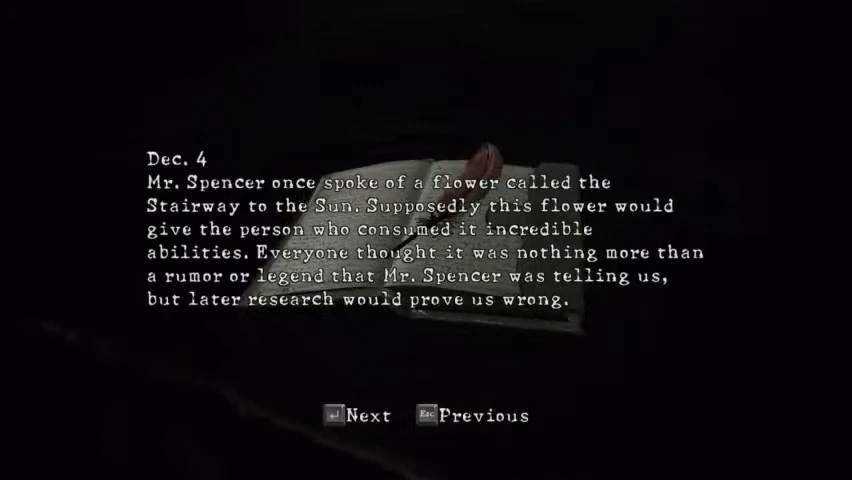 Dec. 4
Mr. Spencer once spoke of a flower called the
Stairway to the Sun. Supposedly this flower would
give the person who consumed it incredible
abilities. Everyone thought it was nothing more than
a rumor or legend that Mr. Spencer was telling us,
but later research would prove us wrong.
Next Esc Previous